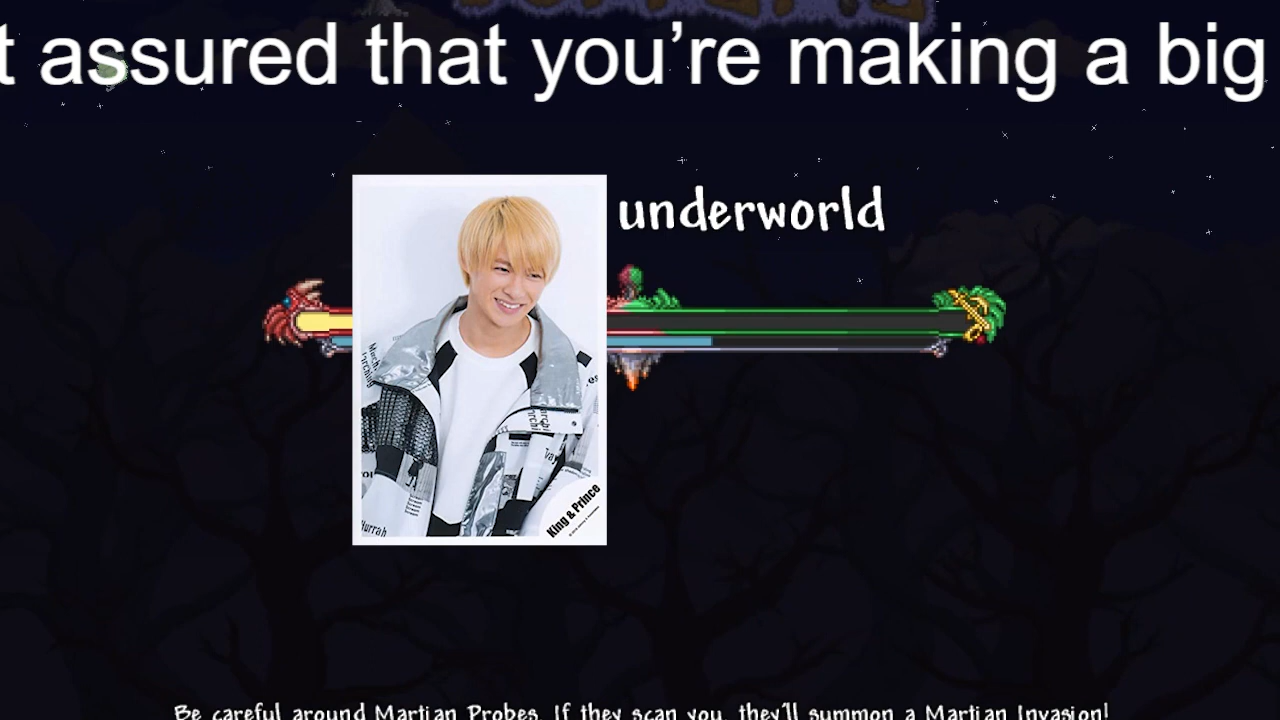 t assured that you’re making a big
underworld
King & Prince
Hurrah
Be careful around Martian Probes. If they scan you, they'll summon a Martian Invasion!